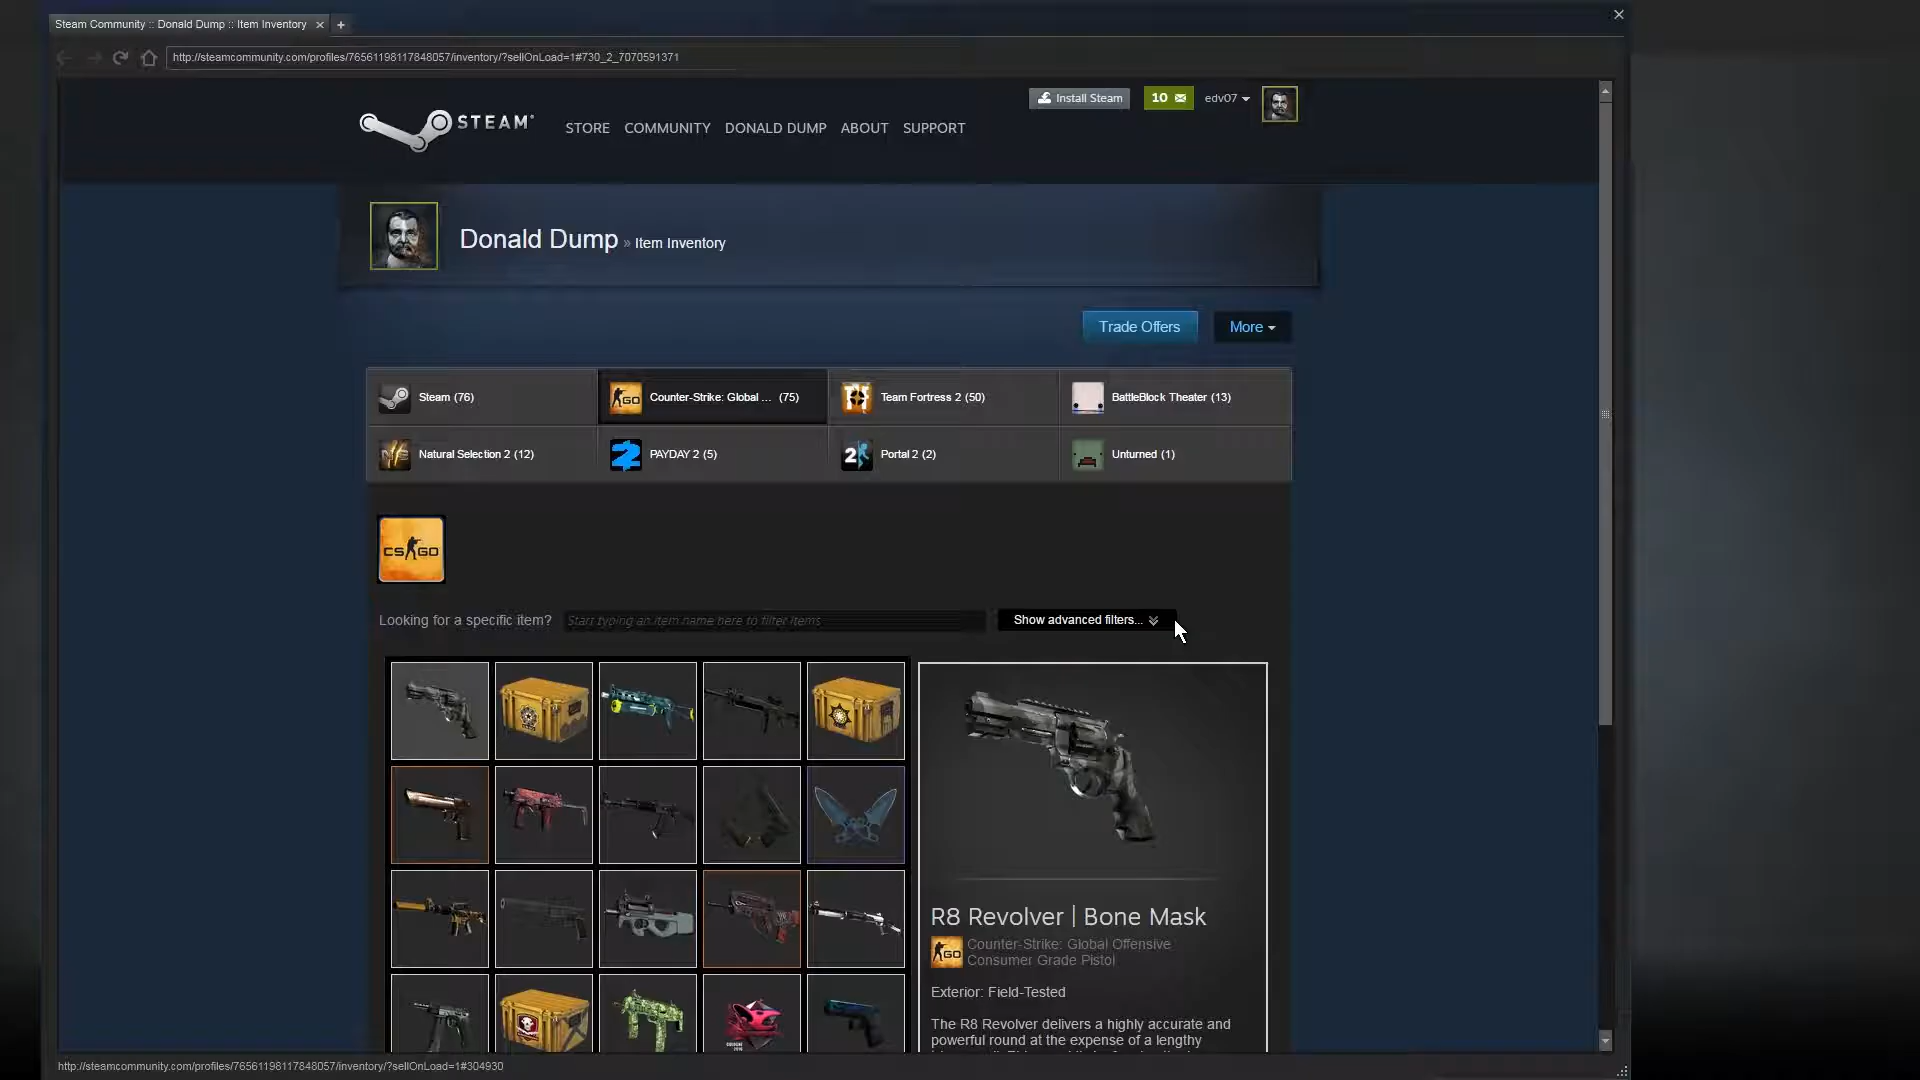 Steam Community :: Donald Dump :: Item Inventory
http://steamcommunity.com/profiles/76561198117848057/inventory/?sellOnLoad=1#730_2_7070591371
Install Steam
10
edv07
STEAM
STORE COMMUNITY DONALD DUMP ABOUT SUPPORT
Donald Dump » Item Inventory
Trade Offers
More
Steam (76)
Counter-Strike: Global ... (75)
Team Fortress 2 (50)
BattleBlock Theater (13)
Natural Selection 2 (12)
PAYDAY 2 (5)
Portal 2 (2)
Unturned (1)
CS GO
Looking for a specific item?
Start typing an item name here to filter items
Show advanced filters...
R8 Revolver | Bone Mask
GO
Counter-Strike: Global Offensive
Consumer Grade Pistol
Exterior: Field-Tested
The R8 Revolver delivers a highly accurate and
powerful round at the expense of a lengthy
http://steamcommunity.com/profiles/76561198117848057/inventory/?sellOnLoad=1#304930